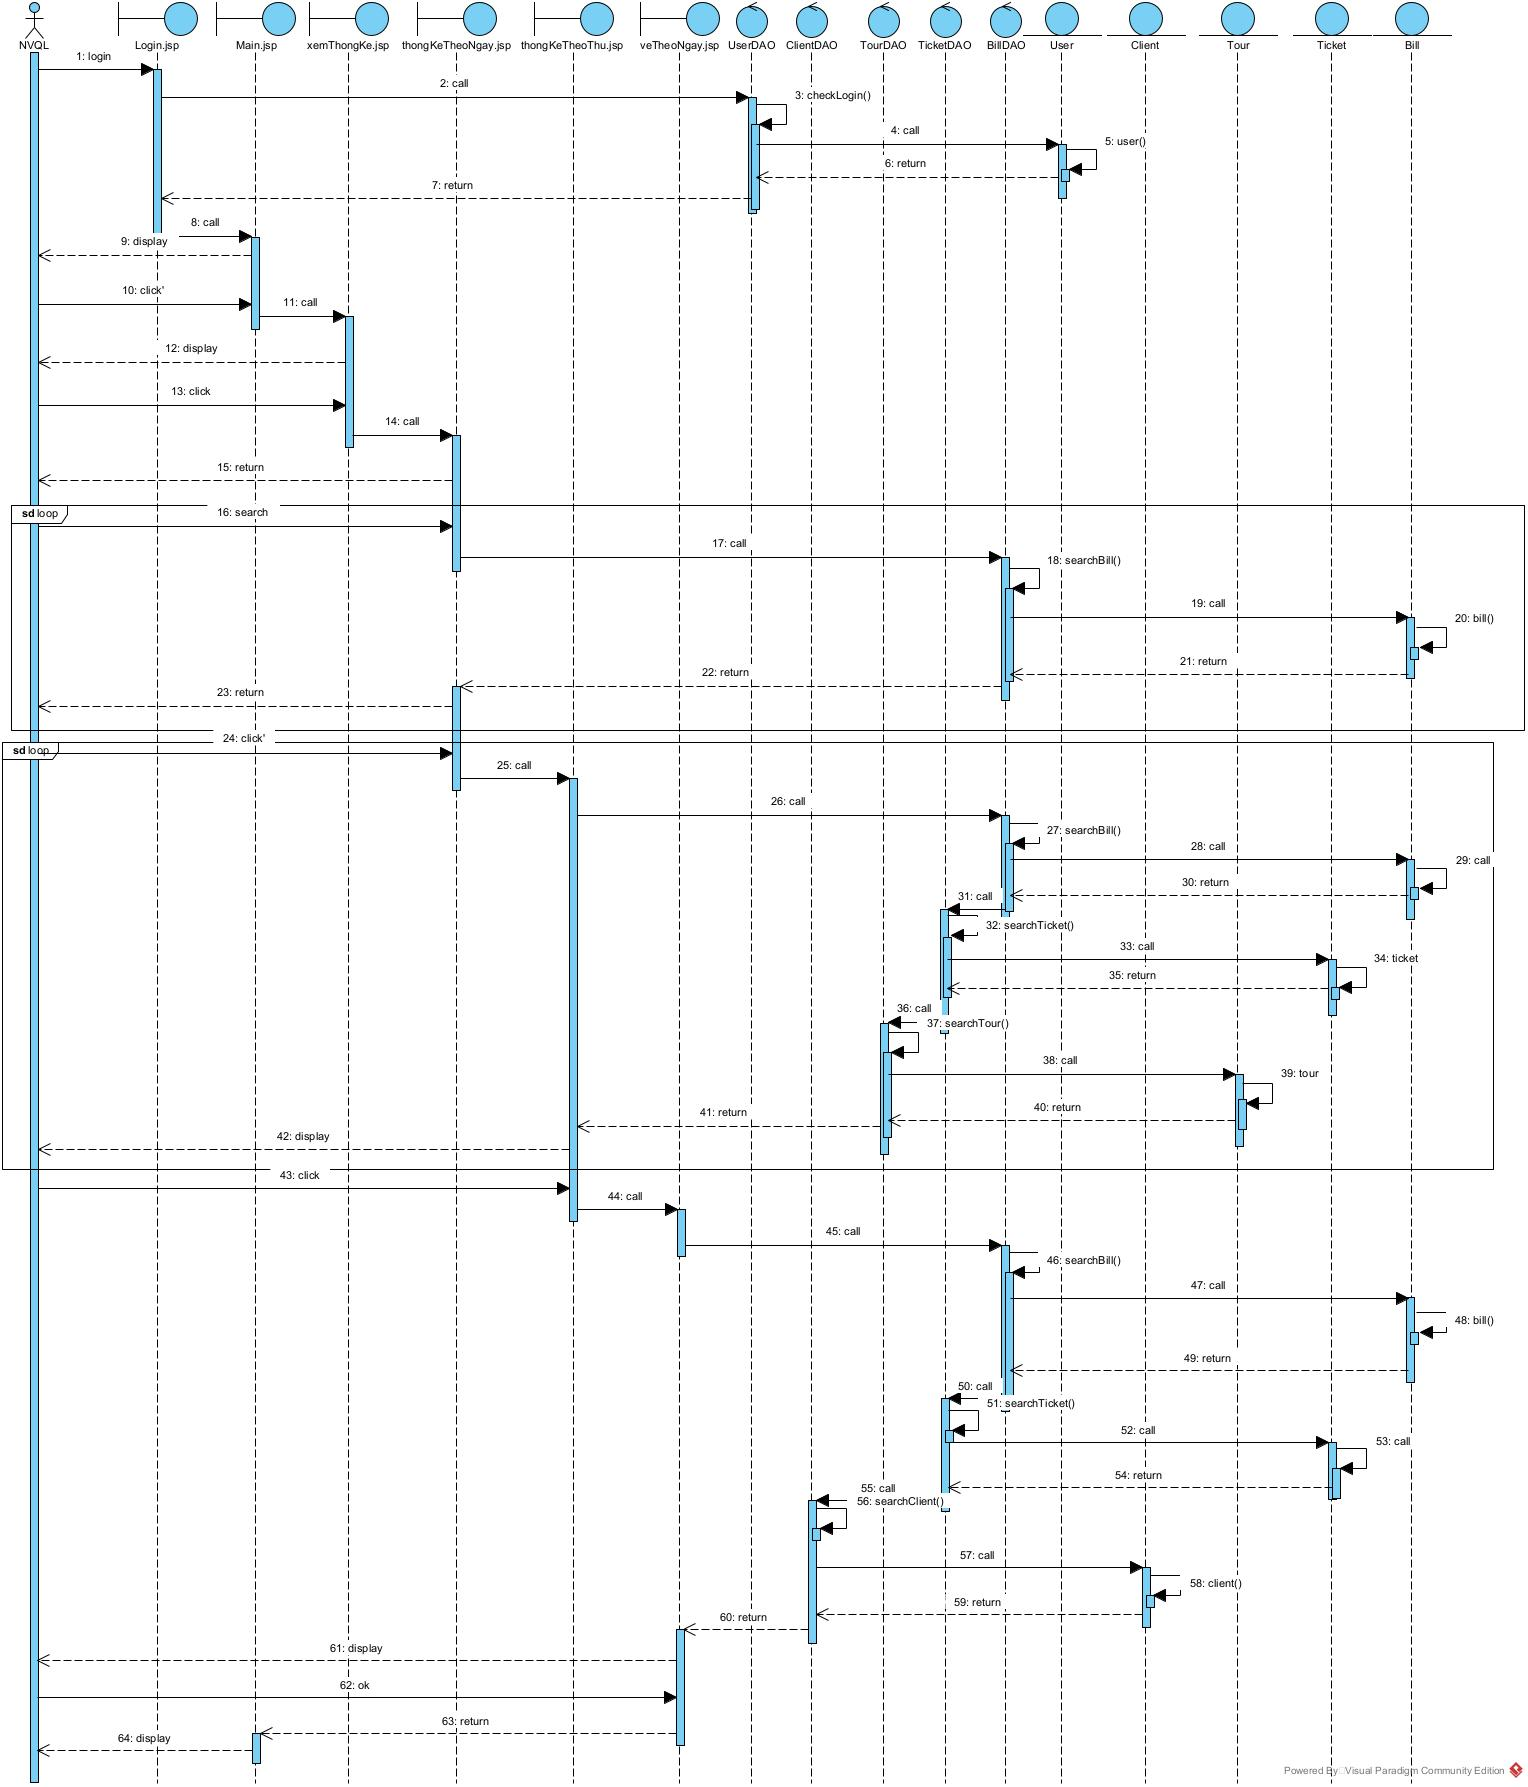 NVQL
Login.jsp
Main.jsp
xemThongKe.jsp
thongKeTheoNgay.jsp
thongKeTheoThu.jsp
veTheoNgay.jsp
UserDAO
ClientDAO
TourDAO
TicketDAO
BillDAO
User
Client
Tour
Ticket
Bill
1: login
2: call
3: checkLogin()
4: call
5: user()
6: return
7: return
8: call
9: display
10: click'
11: call
12: display
13: click
14: call
15: return
sd loop
16: search
17: call
18: searchBill()
19: call
20: bill()
21: return
22: return
23: return
24: click'
sd loop
25: call
26: call
27: searchBill()
28: call
29: call
30: return
31: call
32: searchTicket()
33: call
34: ticket
35: return
36: call
37: searchTour()
38: call
39: tour
40: return
41: return
42: display
43: click
44: call
45: call
46: searchBill()
47: call
48: bill()
49: return
50: call
51: searchTicket()
52: call
53: call
54: return
55: call
56: searchClient()
57: call
58: client()
59: return
60: return
61: display
62: ok
63: return
64: display
Powered By Visual Paradigm Community Edition